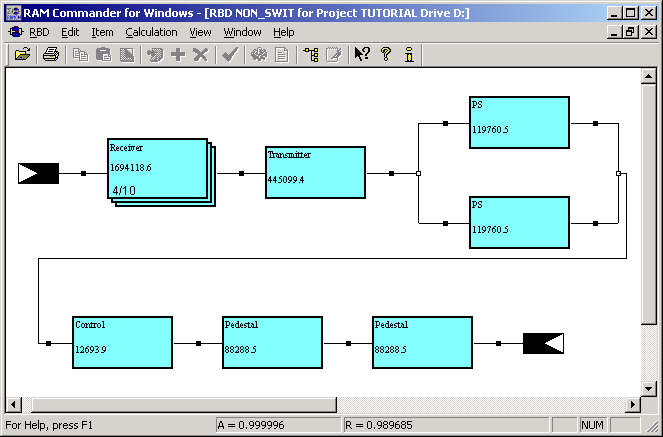 RAM Commander for Windows - [RBD NON_SWIT for Project TUTORIAL Drive D:]
RBD Edit Item Calculation View Window Help
Receiver
1694118.6
4/10
Transmitter
445099.4
PS
119760.5
PS
119760.5
Control
12693.9
Pedestal
88288.5
Pedestal
88288.5
For Help, press F1 A = 0.999996 R = 0.989685 NUM